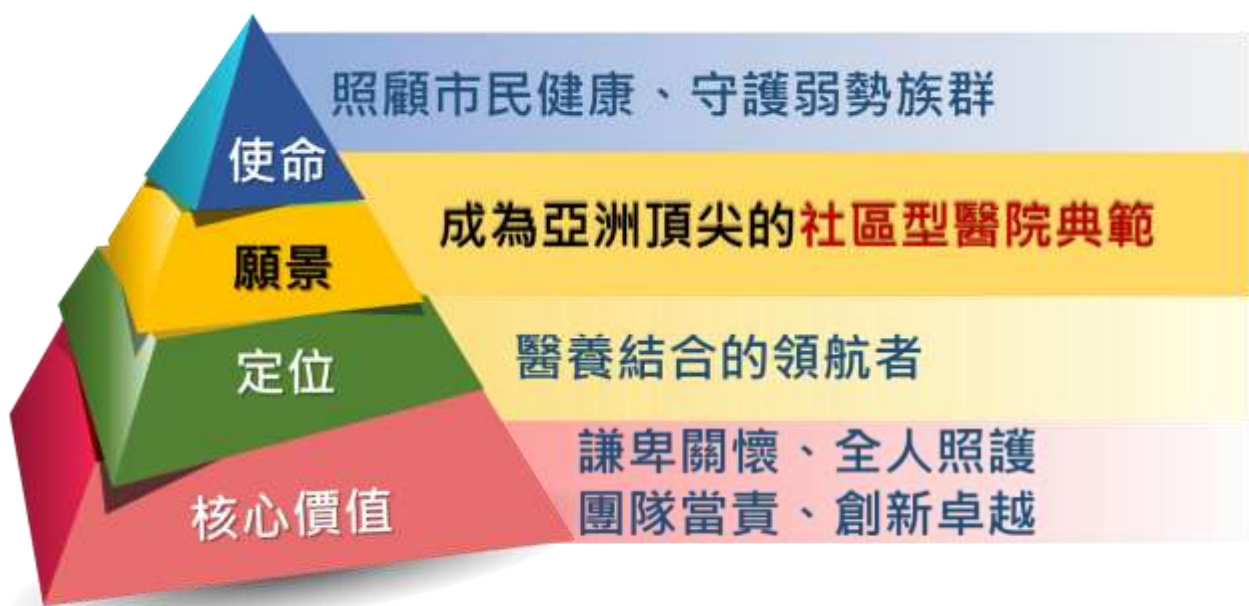 使命
照顧市民健康、守護弱勢族群
願景
成為亞洲頂尖的社區型醫院典範
定位
醫養結合的領航者
核心價值
謙卑關懷、全人照護
團隊當責、創新卓越